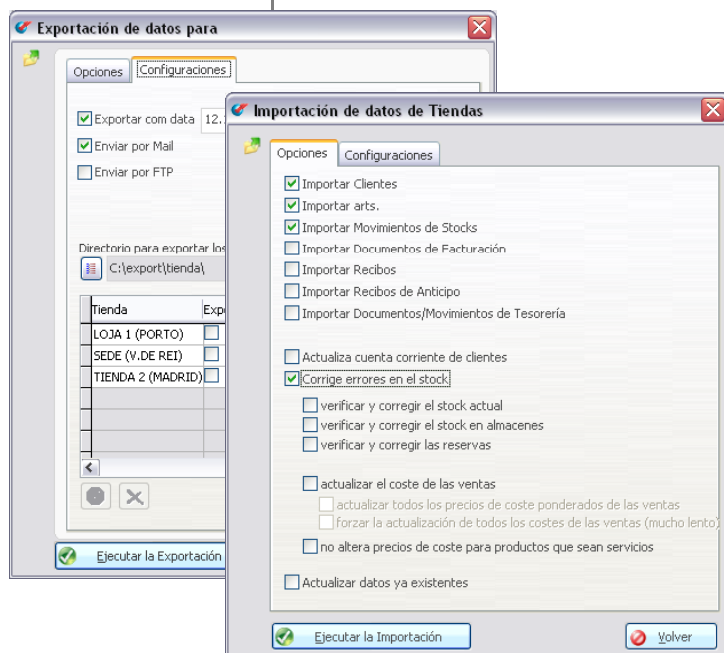 Exportación de datos para
Opciones
Configuraciones
Exportar com data 12.
Enviar por Mail
Enviar por FTP
Directorio para exportar los
C:\export\tienda\
Tienda
LOJA 1 (PORTO)
SEDE (V.DE REI)
TIENDA 2 (MADRID)
Ejecutar la Exportación
Importación de datos de Tiendas
Opciones
Configuraciones
Importar Clientes
Importar arts.
Importar Movimientos de Stocks
Importar Documentos de Facturación
Importar Recibos
Importar Recibos de Anticipo
Importar Documentos/Movimientos de Tesorería
Actualiza cuenta corriente de clientes
Corrige errores en el stock
verificar y corregir el stock actual
verificar y corregir el stock en almacenes
verificar y corregir las reservas
actualizar el coste de las ventas
actualizar todos los precios de coste ponderados de las ventas
forzar la actualización de todos los costes de las ventas (mucho lento)
no altera precios de coste para productos que sean servicios
Actualizar datos ya existentes
Ejecutar la Importación
Volver